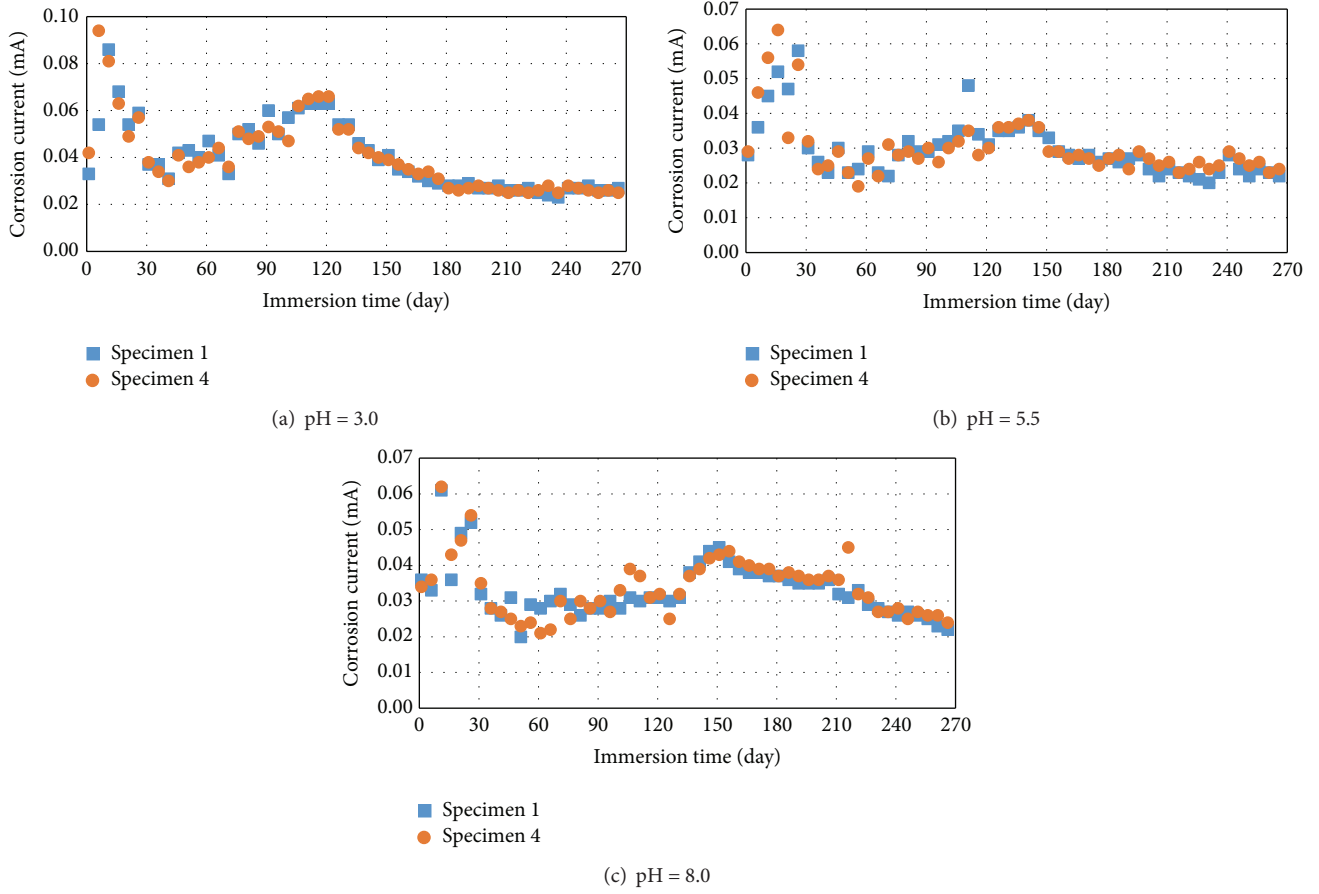 0.10
0.08
0.06
0.04
0.02
0.00
Corrosion current (mA)
0 30 60 90 120 150 180 210 240 270
Immersion time (day)
Specimen 1
Specimen 4
(a) pH = 3.0
0.07
0.06
0.05
0.04
0.03
0.02
0.01
0.00
Corrosion current (mA)
0 30 60 90 120 150 180 210 240 270
Immersion time (day)
Specimen 1
Specimen 4
(b) pH = 5.5
0.07
0.06
0.05
0.04
0.03
0.02
0.01
0.00
Corrosion current (mA)
0 30 60 90 120 150 180 210 240 270
Immersion time (day)
Specimen 1
Specimen 4
(c) pH = 8.0